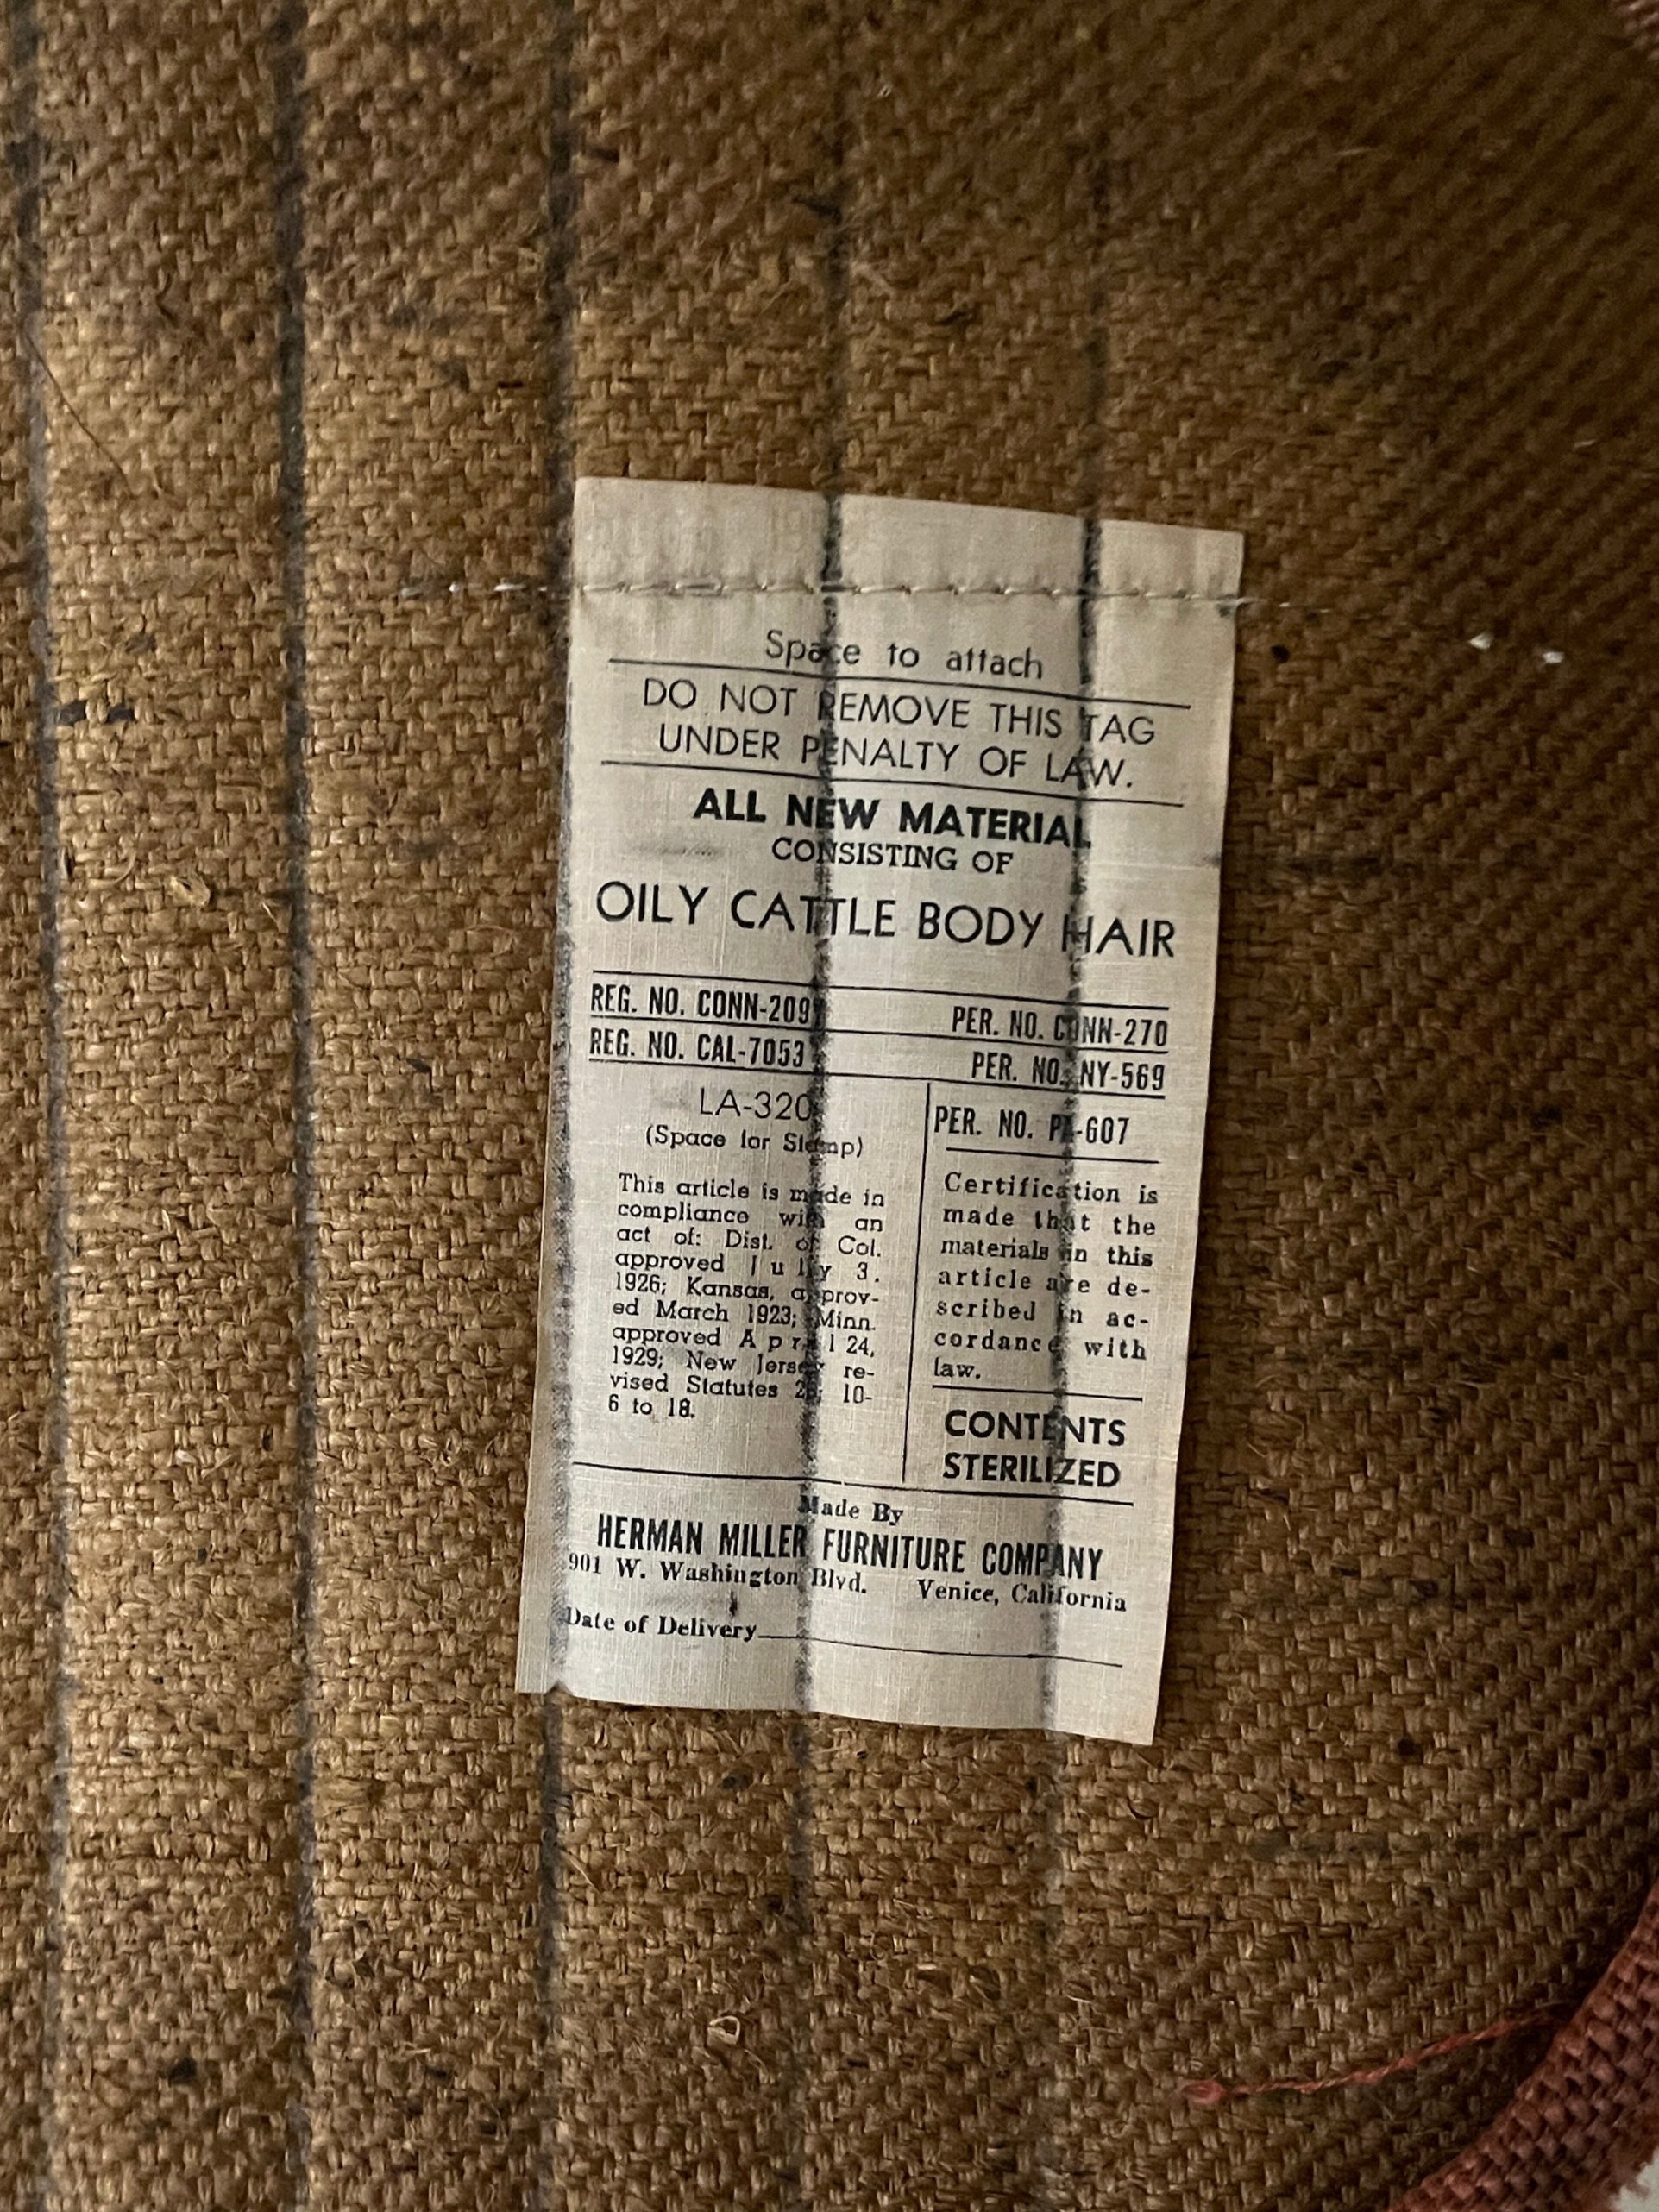 Space to attach
DO NOT REMOVE THIS TAG
UNDER PENALTY OF LAW.
ALL NEW MATERIAL
CONSISTING OF
OILY CATTLE BODY HAIR
REG. NO. CONN-209 PER. NO. CONN-270
REG. NO. CAL-7053 PER. NO. NY-569
LA-320
(Space for Stamp)
This article is made in
compliance with an
act of: Dist. of Col.
approved July 3,
1926; Kansas, approv-
ed March 1923; Minn.
approved April 24,
1929; New Jersey re-
vised Statutes 26; 10-
6 to 18.
PER. NO. PA-607
Certification is
made that the
materials in this
article are de-
scribed in ac-
cordance with
law.
CONTENTS
STERILIZED
Made By
HERMAN MILLER FURNITURE COMPANY
901 W. Washington Blvd. Venice, California
Date of Delivery